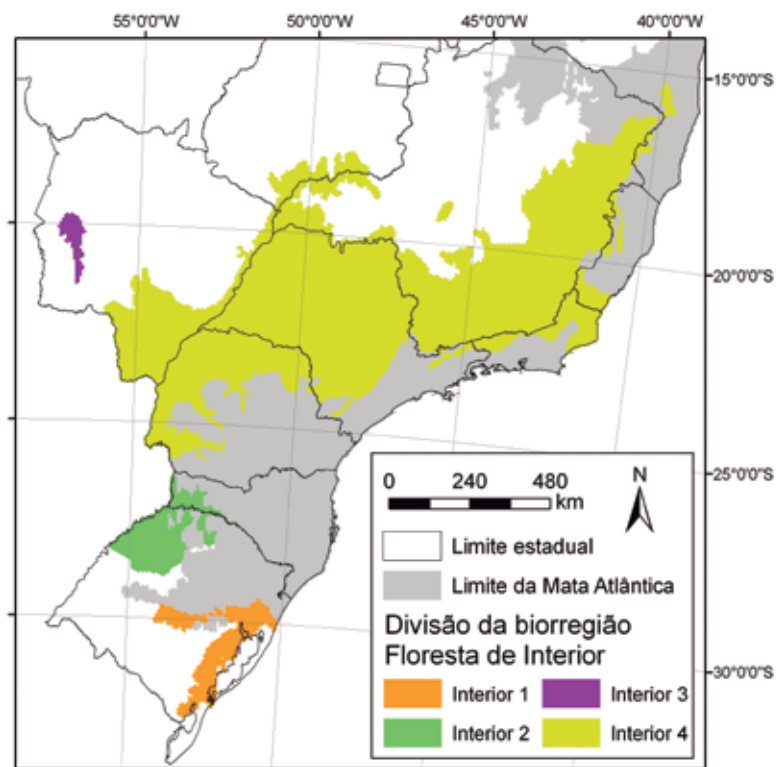 55°0'0"W 50°0'0"W 45°0'0"W 40°0'0"W
15°0'0"S
20°0'0"S
25°0'0"S
30°0'0"S
0 240 480
km
N
Limite estadual
Limite da Mata Atlântica
Divisão da biorregião
Floresta de Interior
Interior 1 Interior 3
Interior 2 Interior 4